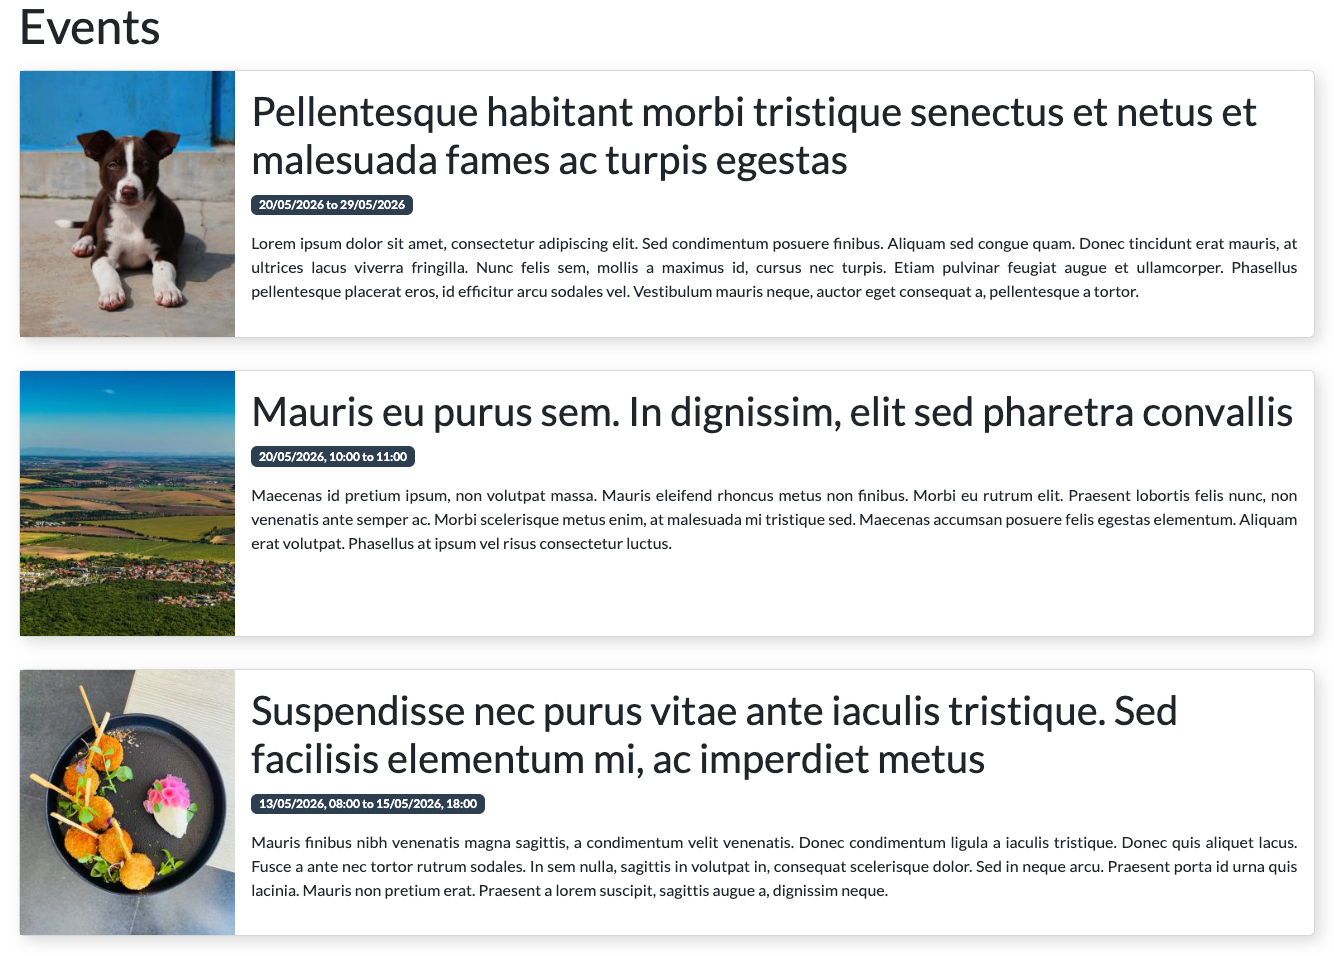 Events
Pellentesque habitant morbi tristique senectus et netus et
malesuada fames ac turpis egestas
20/05/2026 to 29/05/2026
Lorem ipsum dolor sit amet, consectetur adipiscing elit. Sed condimentum posuere finibus. Aliquam sed congue quam. Donec tincidunt erat mauris, at
ultrices lacus viverra fringilla. Nunc felis sem, mollis a maximus id, cursus nec turpis. Etiam pulvinar feugiat augue et ullamcorper. Phasellus
pellentesque placerat eros, id efficitur arcu sodales vel. Vestibulum mauris neque, auctor eget consequat a, pellentesque a tortor.
Mauris eu purus sem. In dignissim, elit sed pharetra convallis
20/05/2026, 10:00 to 11:00
Maecenas id pretium ipsum, non volutpat massa. Mauris eleifend rhoncus metus non finibus. Morbi eu rutrum elit. Praesent lobortis felis nunc, non
venenatis ante semper ac. Morbi scelerisque metus enim, at malesuada mi tristique sed. Maecenas accumsan posuere felis egestas elementum. Aliquam
erat volutpat. Phasellus at ipsum vel risus consectetur luctus.
Suspendisse nec purus vitae ante iaculis tristique. Sed
facilisis elementum mi, ac imperdiet metus
13/05/2026, 08:00 to 15/05/2026, 18:00
Mauris finibus nibh venenatis magna sagittis, a condimentum velit venenatis. Donec condimentum ligula a iaculis tristique. Donec quis aliquet lacus.
Fusce a ante nec tortor rutrum sodales. In sem nulla, sagittis in volutpat in, consequat scelerisque dolor. Sed in neque arcu. Praesent porta id urna quis
lacinia. Mauris non pretium erat. Praesent a lorem suscipit, sagittis augue a, dignissim neque.